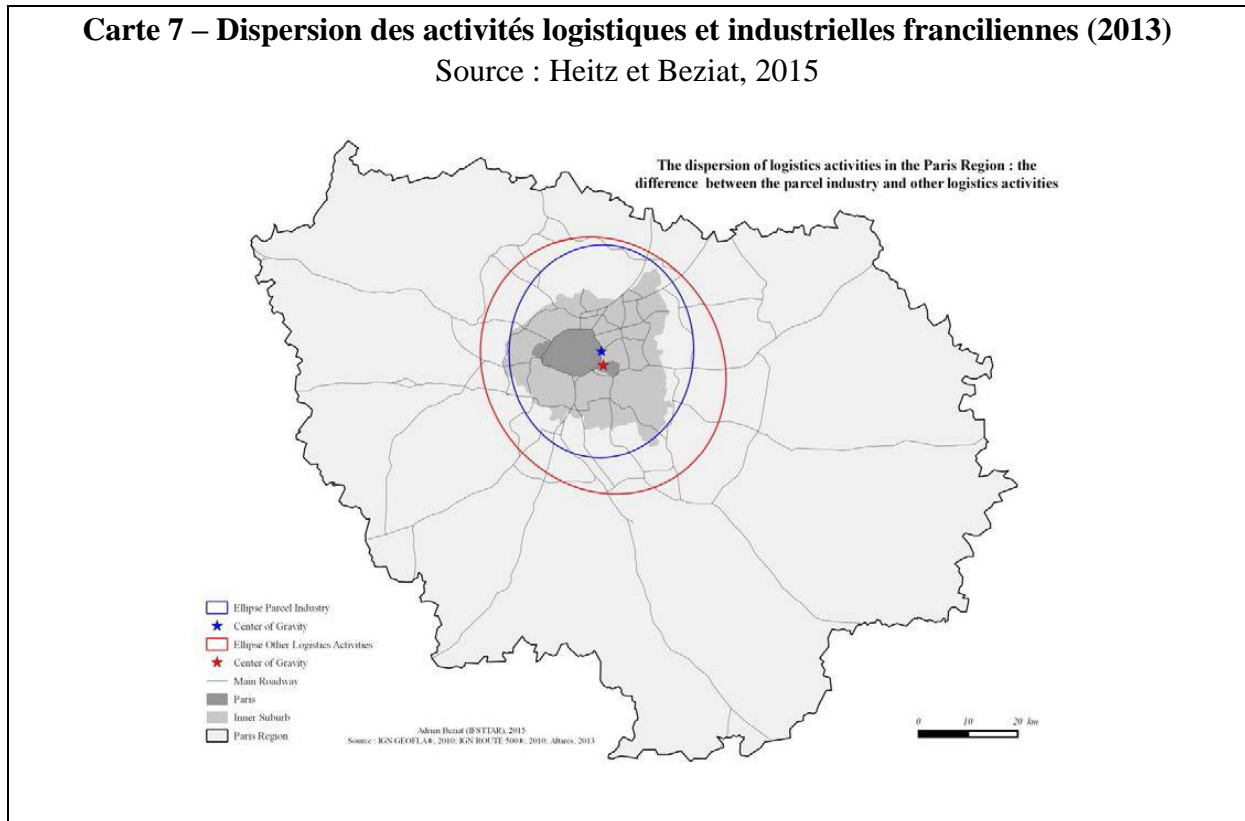 Carte 7 – Dispersion des activités logistiques et industrielles franciliennes (2013)
Source : Heitz et Beziat, 2015
The dispersion of logistics activities in the Paris Region : the
difference between the parcel industry and other logistics activities
Ellipse Parcel Industry
Center of Gravity
Ellipse Other Logistics Activities
Center of Gravity
Main Roadway
Paris
Inner Suburb
Paris Region
Adrien Beziat (IFSTTAR), 2015
Source : IGN GEOFLA®, 2010; IGN ROUTE 500®, 2010; Altares, 2013
0 10 20 km